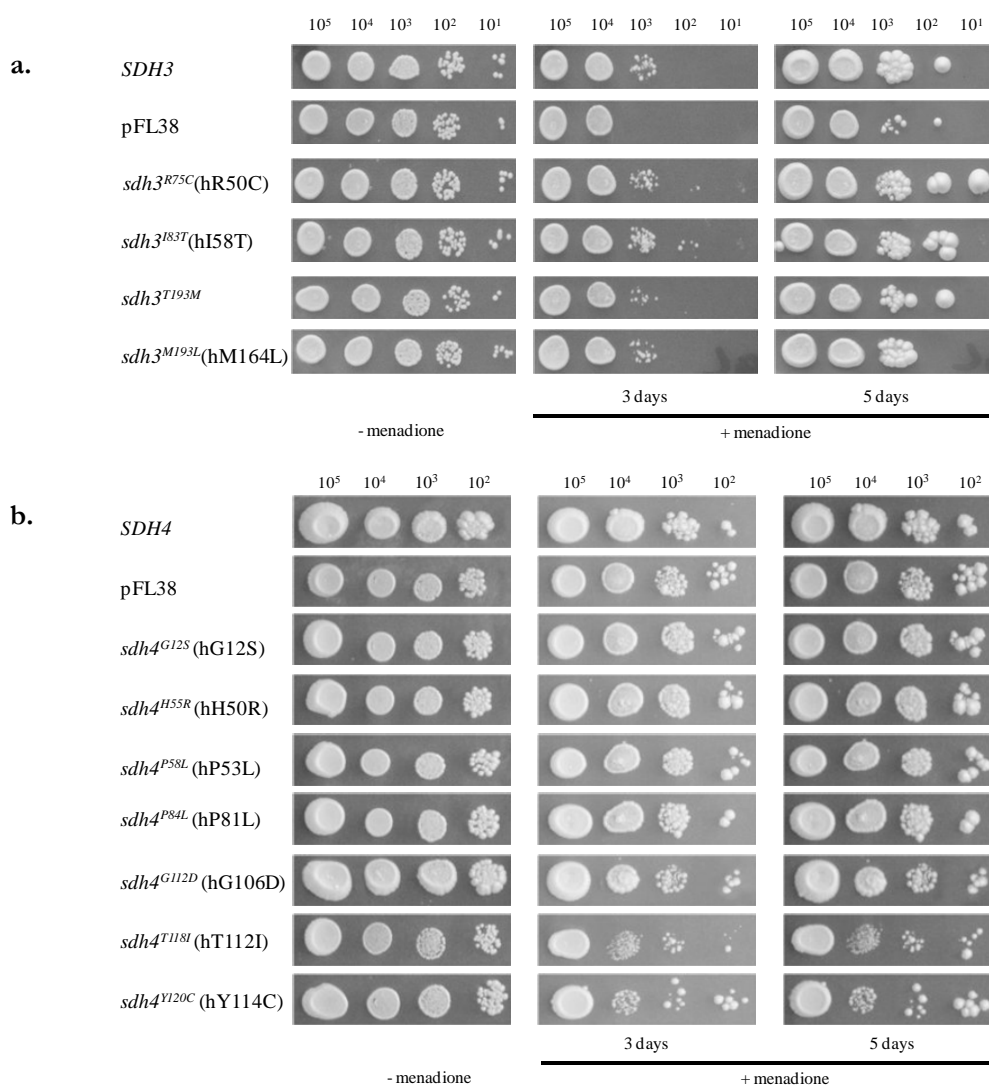 10⁵ 10⁴ 10³ 10² 10¹ 10⁵ 10⁴ 10³ 10² 10¹ 10⁵ 10⁴ 10³ 10² 10¹
a.
SDH3
pFL38
sdh3ᴿ⁷⁵ᶜ(hR50C)
sdh3ᴵ⁸³ᵀ(hI58T)
sdh3ᵀ¹⁹³ᴹ
sdh3ᴹ¹⁹³ᴸ(hM164L)
3 days 5 days
- menadione + menadione
10⁵ 10⁴ 10³ 10² 10⁵ 10⁴ 10³ 10² 10⁵ 10⁴ 10³ 10²
b.
SDH4
pFL38
sdh4ᴳ¹²ˢ(hG12S)
sdh4ᴴ⁵⁵ᴿ(hH50R)
sdh4ᴾ⁵⁸ᴸ(hP53L)
sdh4ᴾ⁸⁴ᴸ(hP81L)
sdh4ᴳ¹¹²ᴰ(hG106D)
sdh4ᵀ¹¹⁸ᴵ(hT112I)
sdh4ʸ¹²⁰ᶜ(hY114C)
3 days 5 days
- menadione + menadione